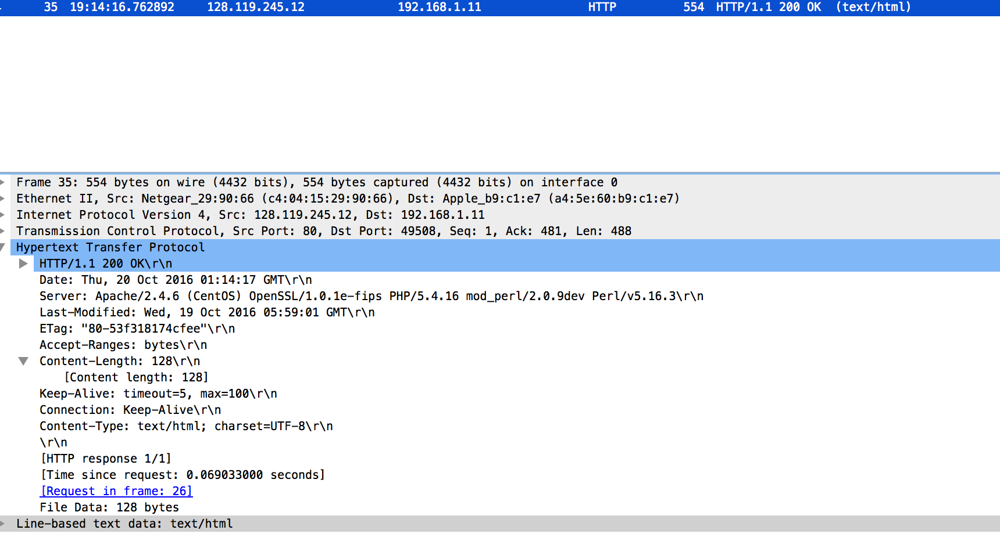 35 19:14:16.762892 128.119.245.12 192.168.1.11 HTTP 554 HTTP/1.1 200 OK (text/html)
Frame 35: 554 bytes on wire (4432 bits), 554 bytes captured (4432 bits) on interface 0
Ethernet II, Src: Netgear_29:90:66 (c4:04:15:29:90:66), Dst: Apple_b9:c1:e7 (a4:5e:60:b9:c1:e7)
Internet Protocol Version 4, Src: 128.119.245.12, Dst: 192.168.1.11
Transmission Control Protocol, Src Port: 80, Dst Port: 49508, Seq: 1, Ack: 481, Len: 488
Hypertext Transfer Protocol
HTTP/1.1 200 OK\r\n
Date: Thu, 20 Oct 2016 01:14:17 GMT\r\n
Server: Apache/2.4.6 (CentOS) OpenSSL/1.0.1e-fips PHP/5.4.16 mod_perl/2.0.9dev Perl/v5.16.3\r\n
Last-Modified: Wed, 19 Oct 2016 05:59:01 GMT\r\n
ETag: "80-53f318174cfee"\r\n
Accept-Ranges: bytes\r\n
Content-Length: 128\r\n
[Content length: 128]
Keep-Alive: timeout=5, max=100\r\n
Connection: Keep-Alive\r\n
Content-Type: text/html; charset=UTF-8\r\n
\r\n
[HTTP response 1/1]
[Time since request: 0.069033000 seconds]
[Request in frame: 26]
File Data: 128 bytes
Line-based text data: text/html